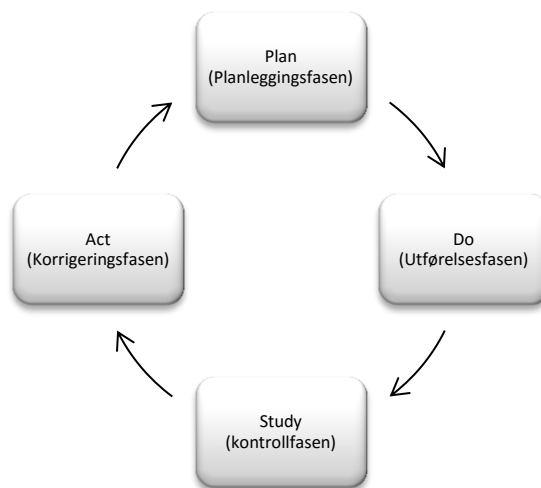 Plan
(Planleggingsfasen)
Do
(Utførelsesfasen)
Study
(kontrollfasen)
Act
(Korrigeringsfasen)